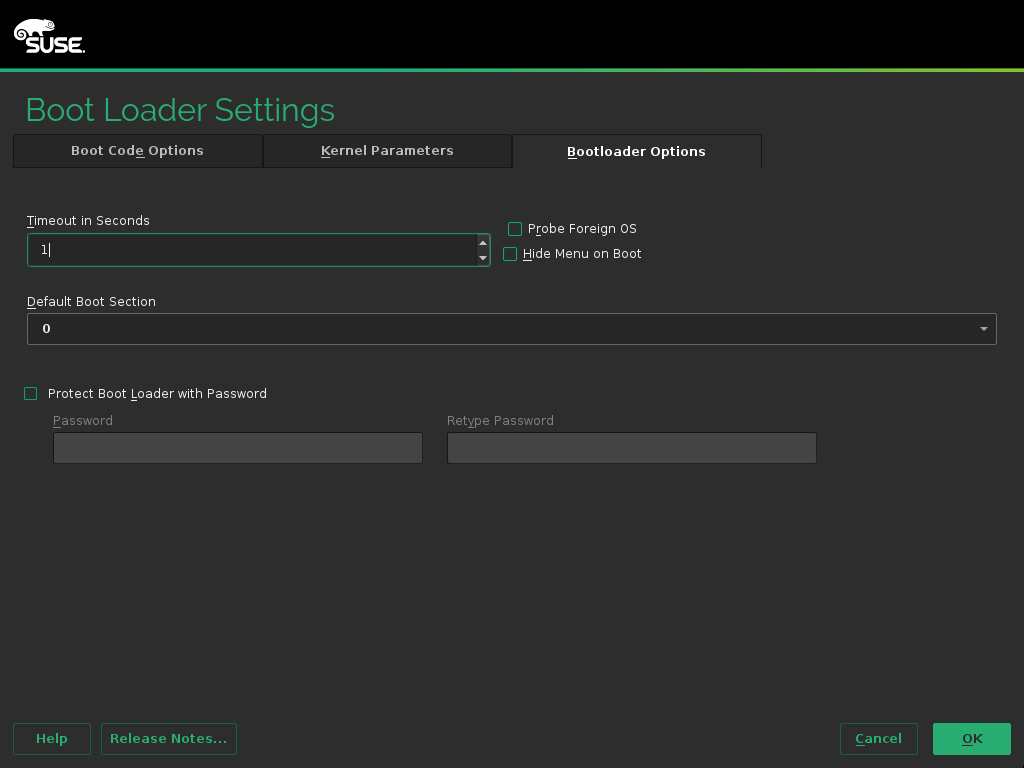 SUSE.
Boot Loader Settings
Boot Code Options Kernel Parameters Bootloader Options
Timeout in Seconds
1
Probe Foreign OS
Hide Menu on Boot
Default Boot Section
0
Protect Boot Loader with Password
Password Retype Password
Help Release Notes... Cancel OK